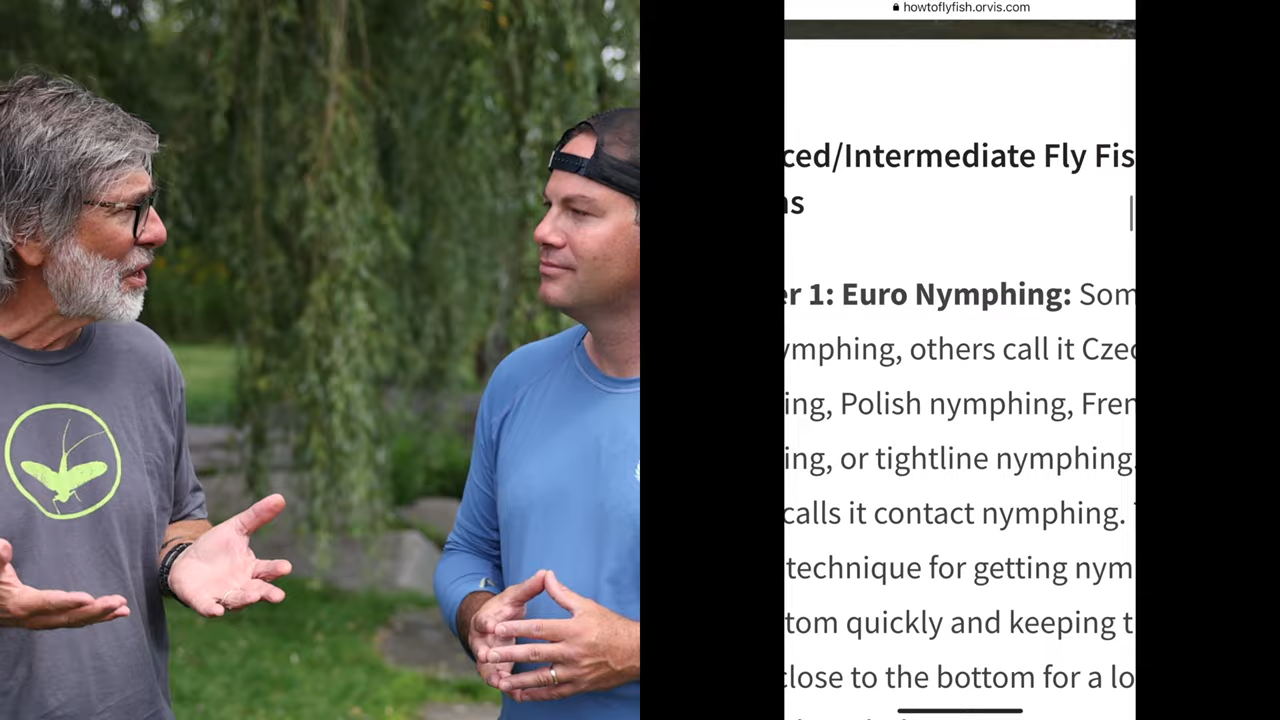 howtoflyfish.orvis.com
ced/Intermediate Fly Fis
ns
er 1: Euro Nymphing: Som
ymphing, others call it Czec
ing, Polish nymphing, Fren
ing, or tightline nymphing.
calls it contact nymphing.
technique for getting nym
tom quickly and keeping t
close to the bottom for a lo